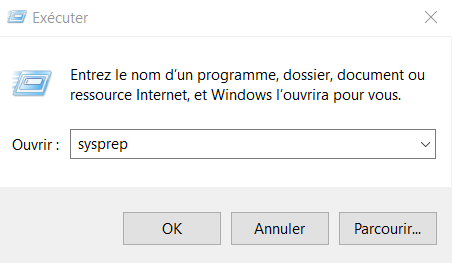 Exécuter
Entrez le nom d’un programme, dossier, document ou
ressource Internet, et Windows l’ouvrira pour vous.
Ouvrir : sysprep
OK Annuler Parcourir...